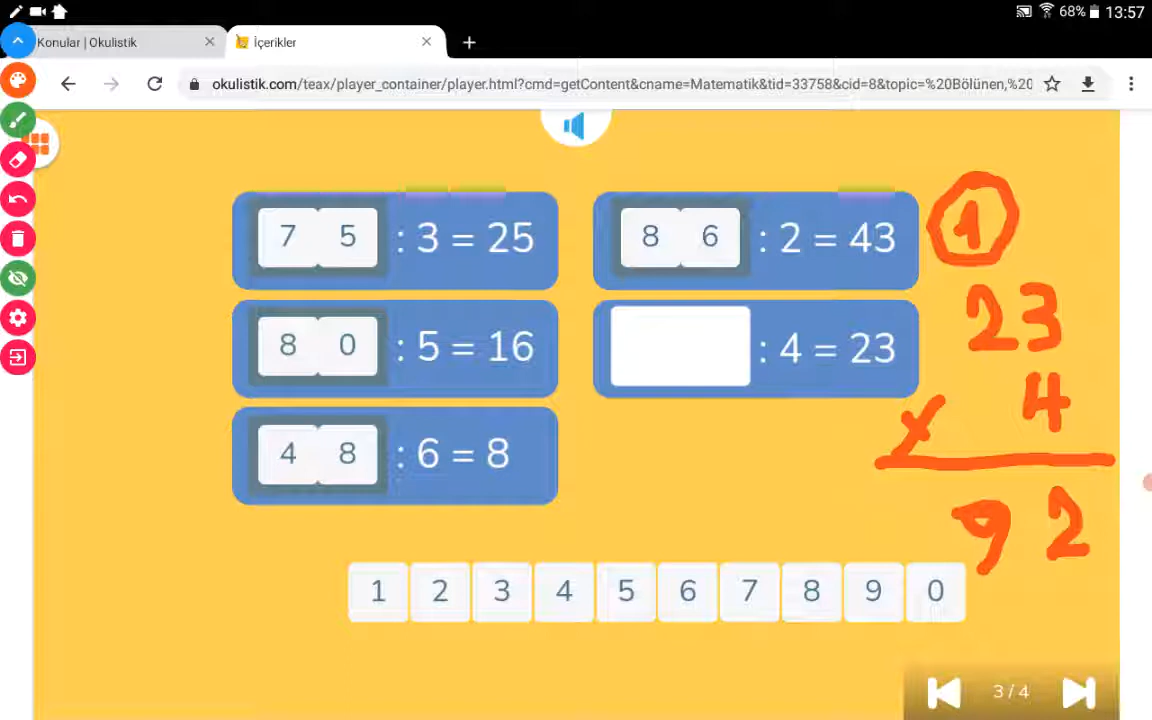 68% 13:57
Konular | Okulistik
İçerikler
okulistik.com/teax/player_container/player.html?cmd=getContent&cname=Matematik&tid=33758&cid=8&topic=%20Bölünen,%20
7 5 : 3 = 25
8 6 : 2 = 43
1
8 0 : 5 = 16
: 4 = 23
23
x 4
92
4 8 : 6 = 8
1 2 3 4 5 6 7 8 9 0
3 / 4